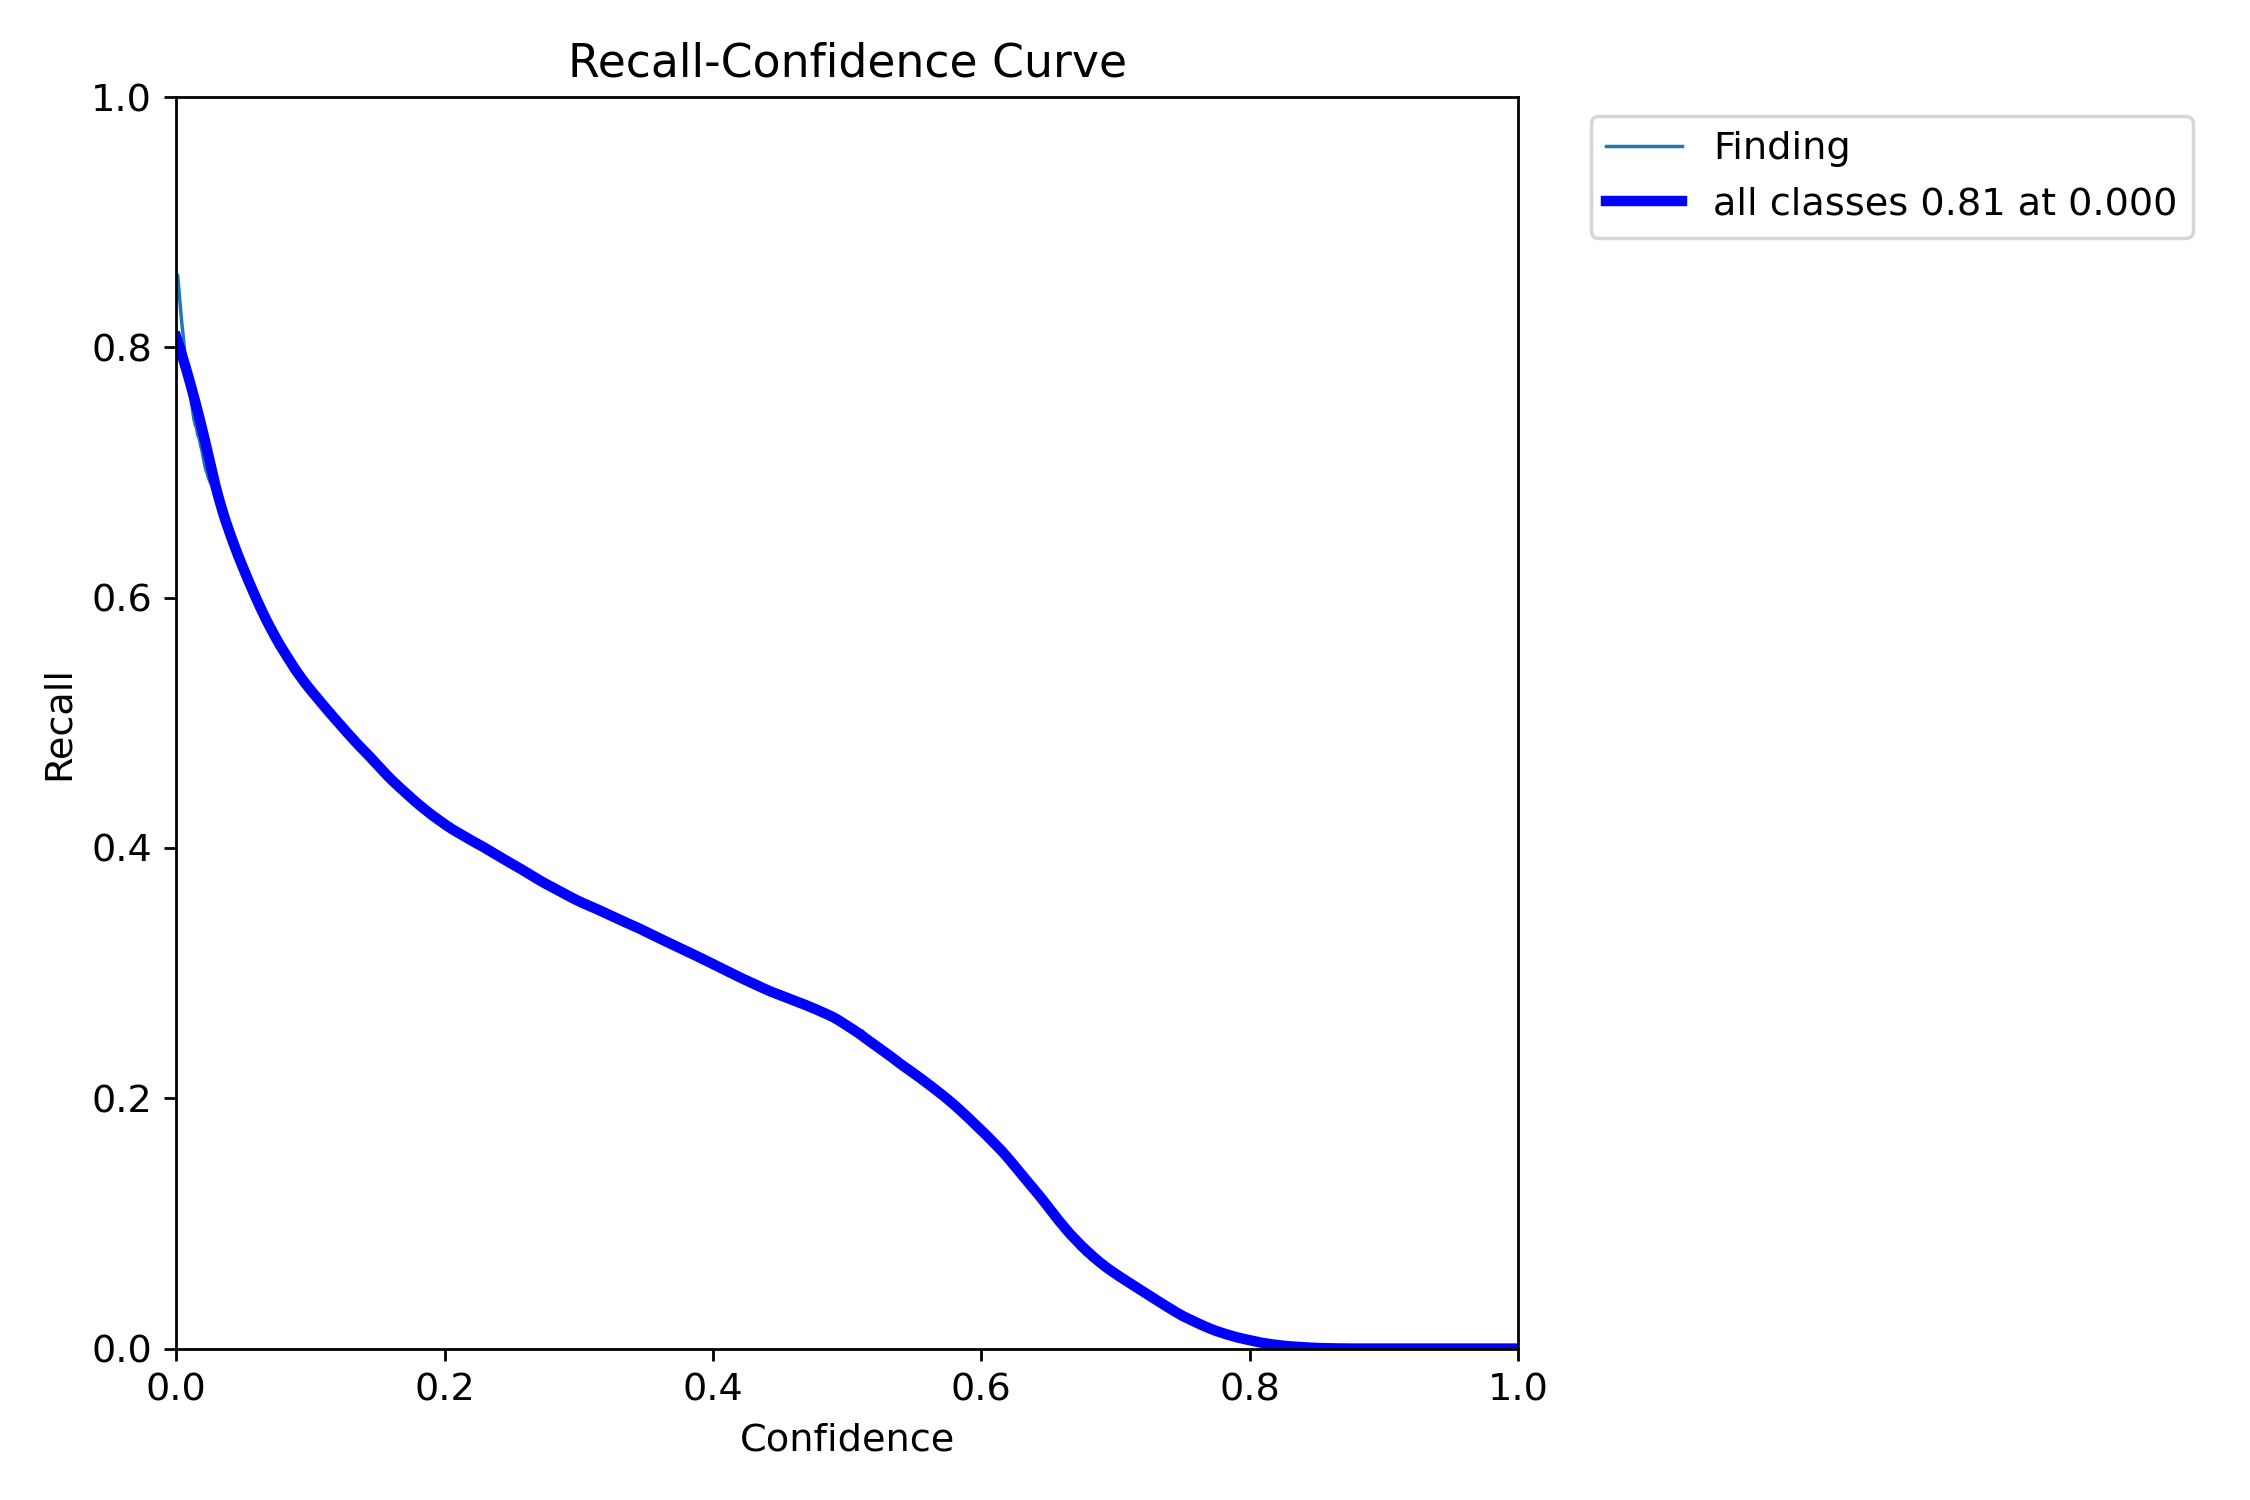 Recall-Confidence Curve
1.0
0.8
0.6
0.4
0.2
0.0
Recall
0.0 0.2 0.4 0.6 0.8 1.0
Confidence
Finding
all classes 0.81 at 0.000